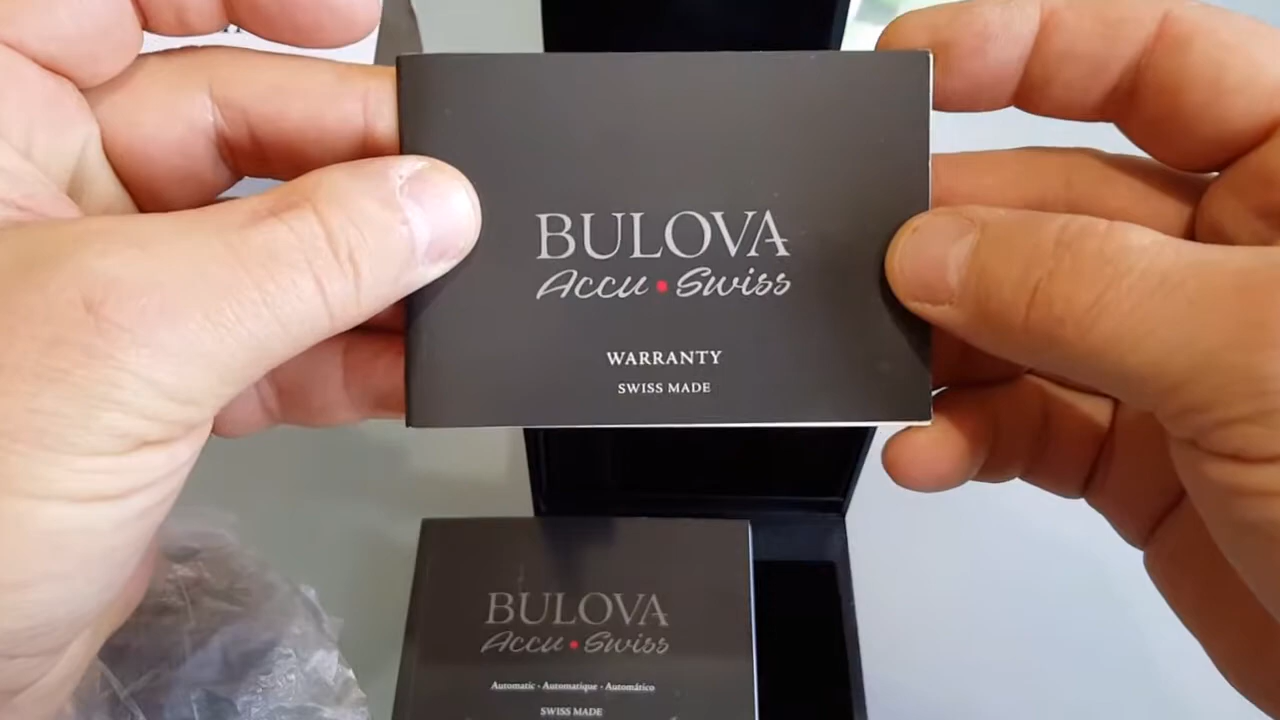 BULOVA
Accu • Swiss
WARRANTY
SWISS MADE
BULOVA
Accu • Swiss
Automatic - Automatique - Automático
SWISS MADE